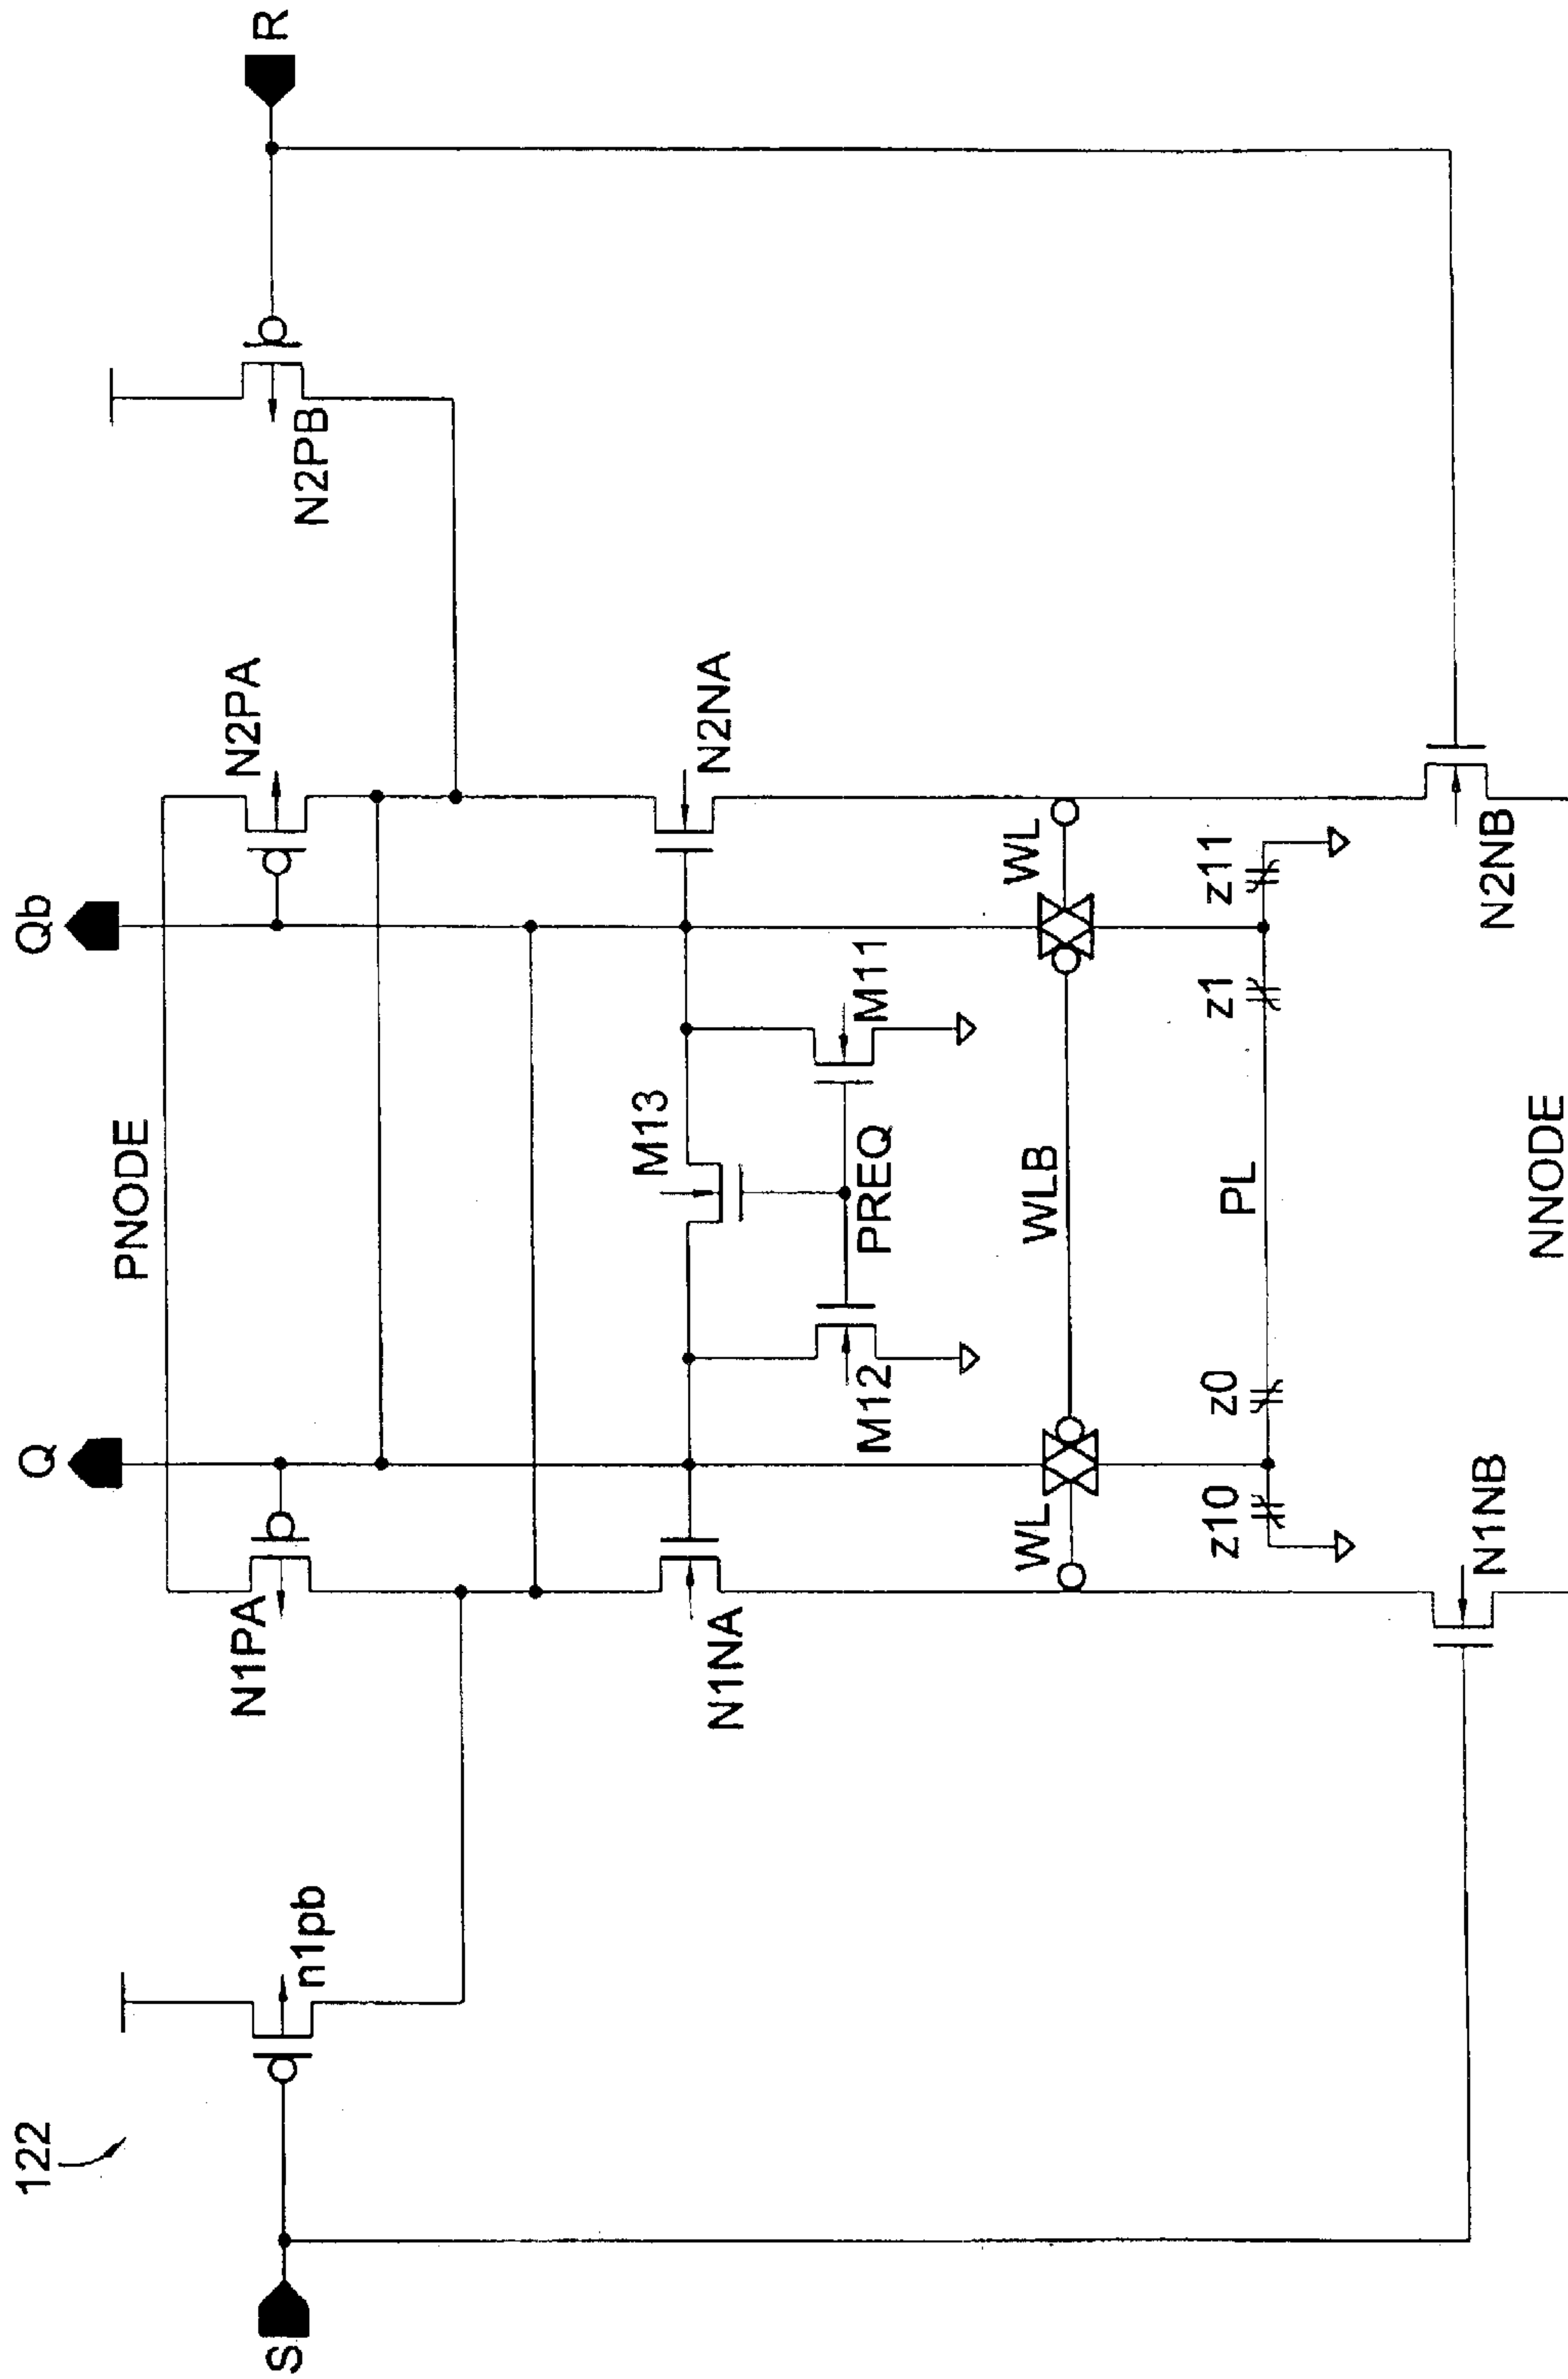 122
S
n1pb
Q
Qb
R
PNODE
N1PA
N2PA
N2PB
N1NA
N2NA
M13
M12
M11
PREQ
WL
WLB
WL
z10
z0
PL
z1
z11
N1NB
NNODE
N2NB